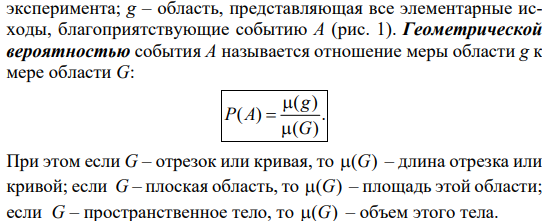 эксперимента; g – область, представляющая все элементарные ис-
ходы, благоприятствующие событию A (рис. 1). Геометрической
вероятностью события A называется отношение меры области g к
мере области G:
P(A) = μ(g)/μ(G).
При этом если G – отрезок или кривая, то μ(G) – длина отрезка или
кривой; если G – плоская область, то μ(G) – площадь этой области;
если G – пространственное тело, то μ(G) – объем этого тела.